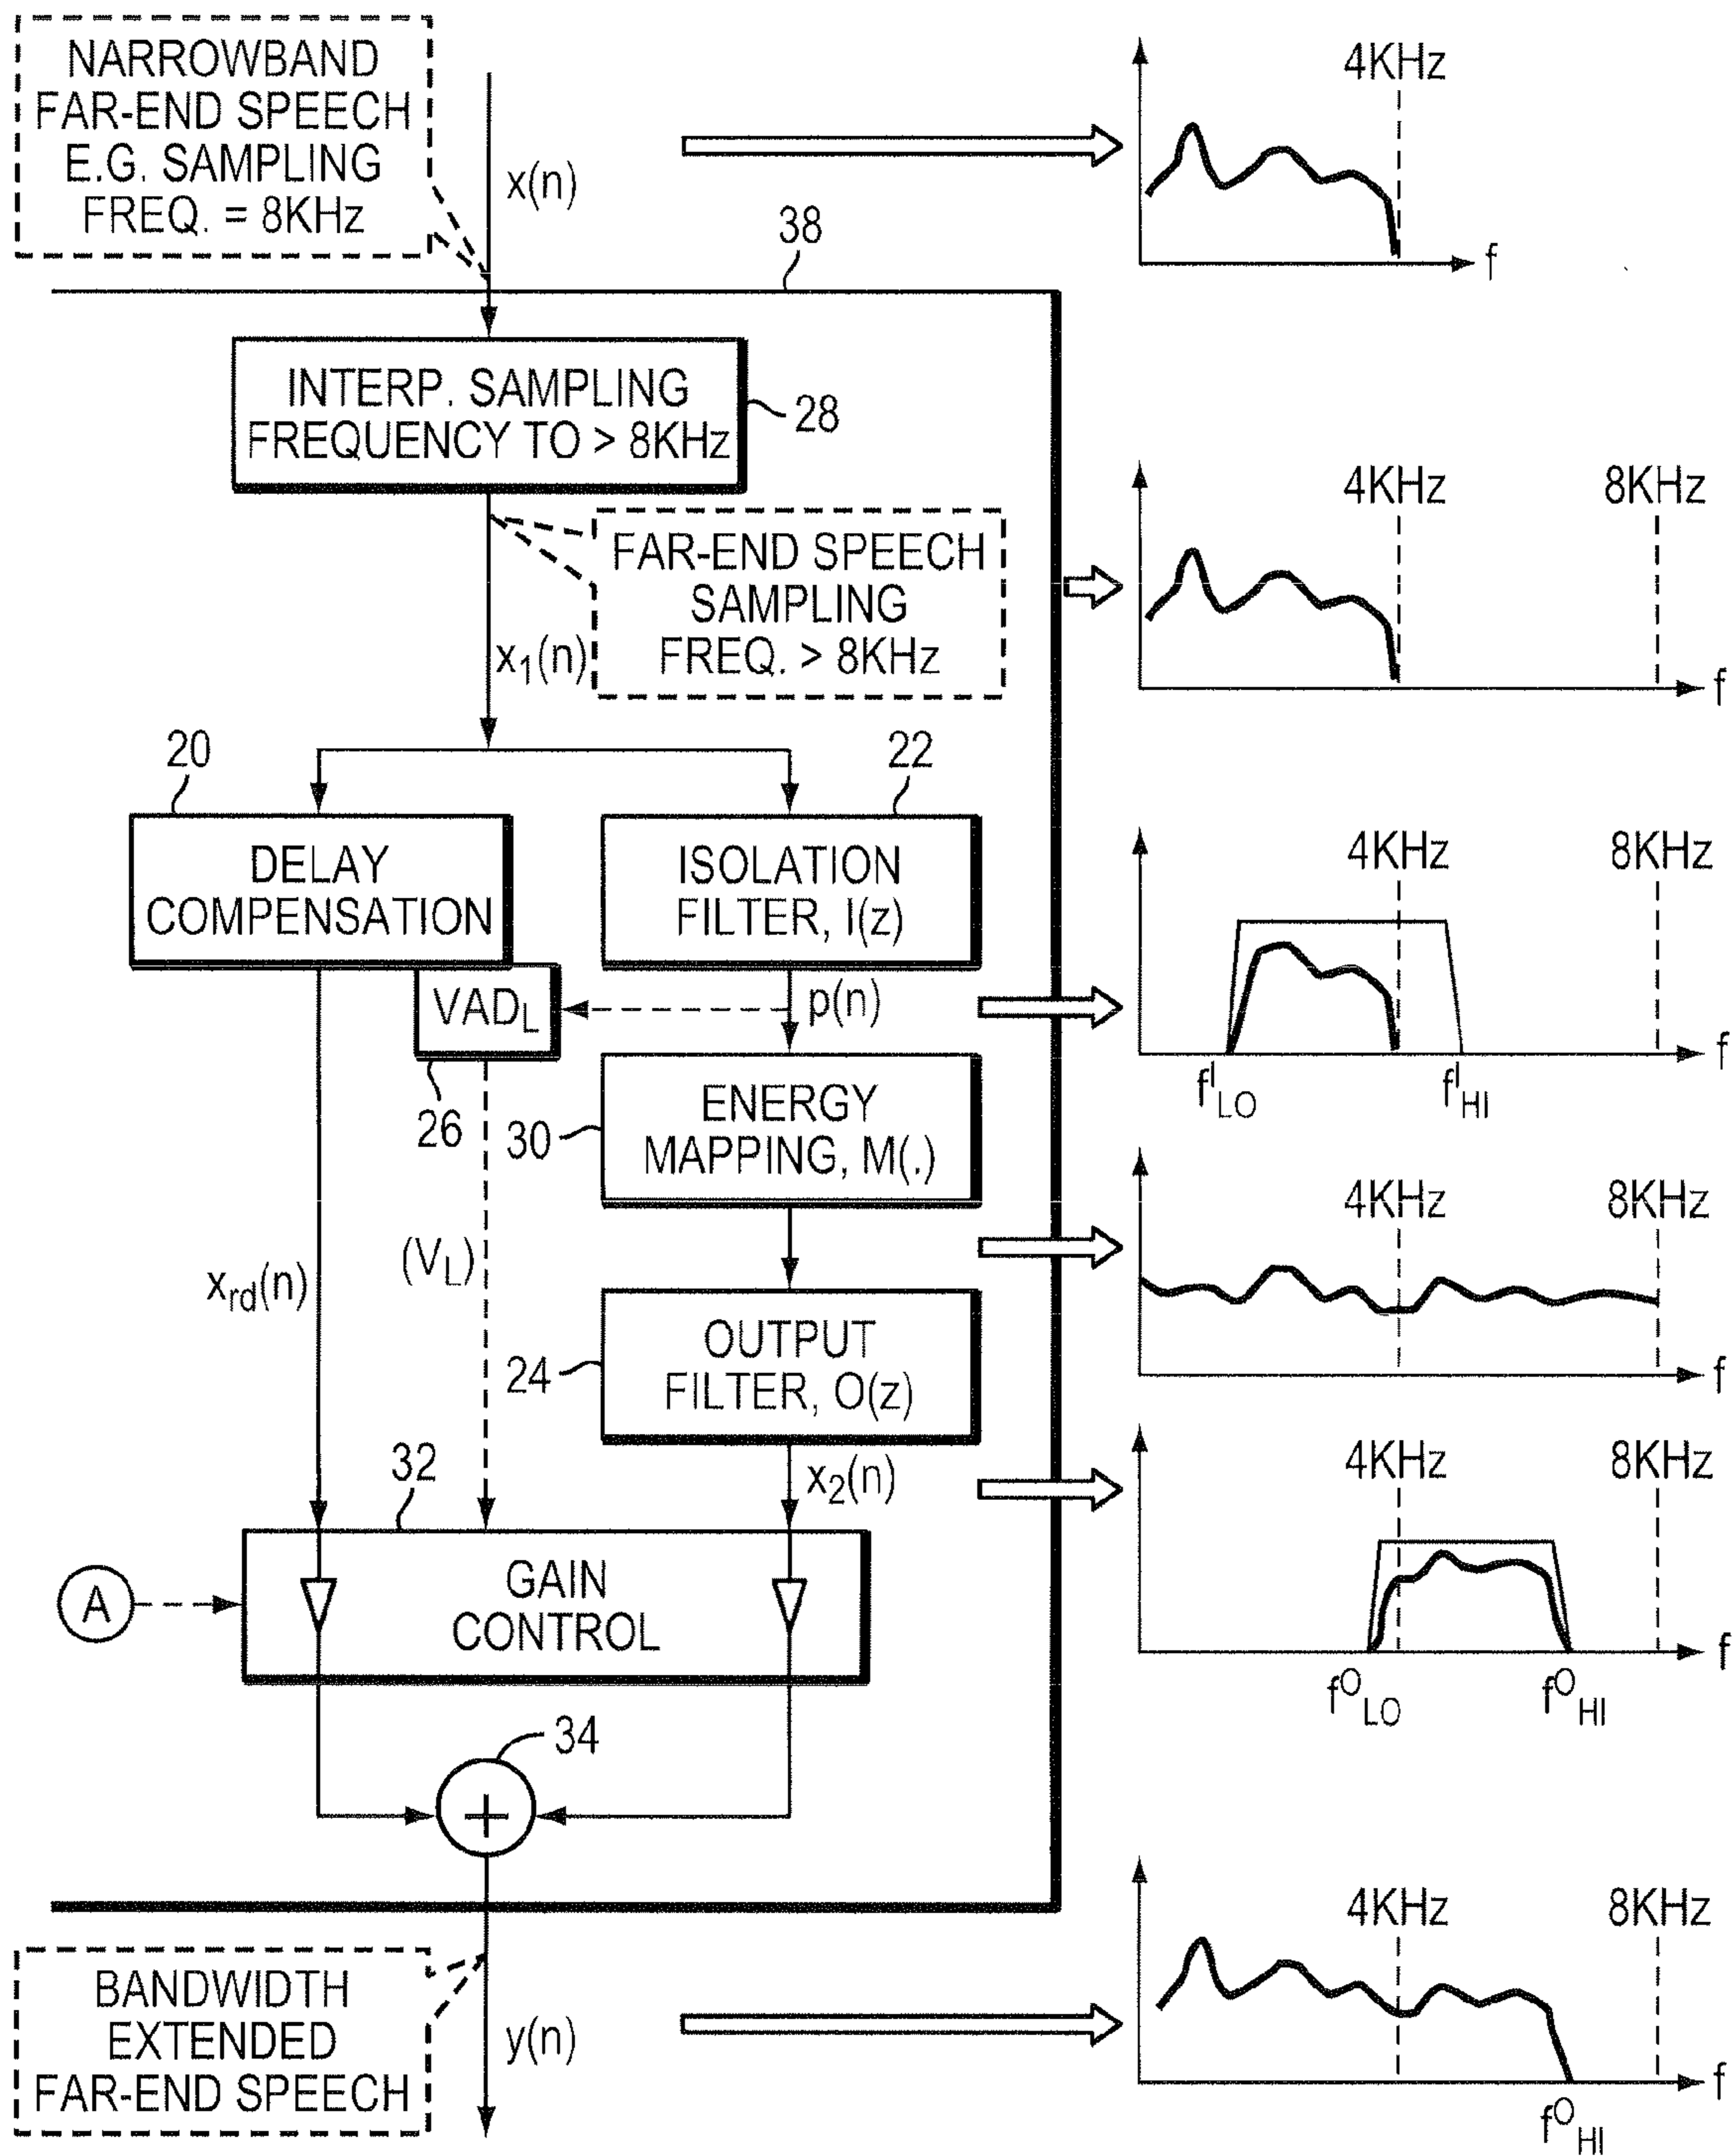 NARROWBAND
FAR-END SPEECH
E.G. SAMPLING
FREQ. = 8KHz
x(n)
4KHz
f
38
INTERP. SAMPLING
FREQUENCY TO > 8KHz
28
FAR-END SPEECH
SAMPLING
FREQ. > 8KHz
x₁(n)
4KHz
8KHz
f
20
22
DELAY
COMPENSATION
ISOLATION
FILTER, I(z)
4KHz
8KHz
f
fᴵLO
fᴵHI
VADL
p(n)
26
30
ENERGY
MAPPING, M(.)
4KHz
8KHz
f
xrd(n)
(VL)
24
OUTPUT
FILTER, O(z)
x₂(n)
4KHz
8KHz
f
fᴼLO
fᴼHI
32
A
GAIN
CONTROL
34
+
BANDWIDTH
EXTENDED
FAR-END SPEECH
y(n)
4KHz
8KHz
f
fᴼHI